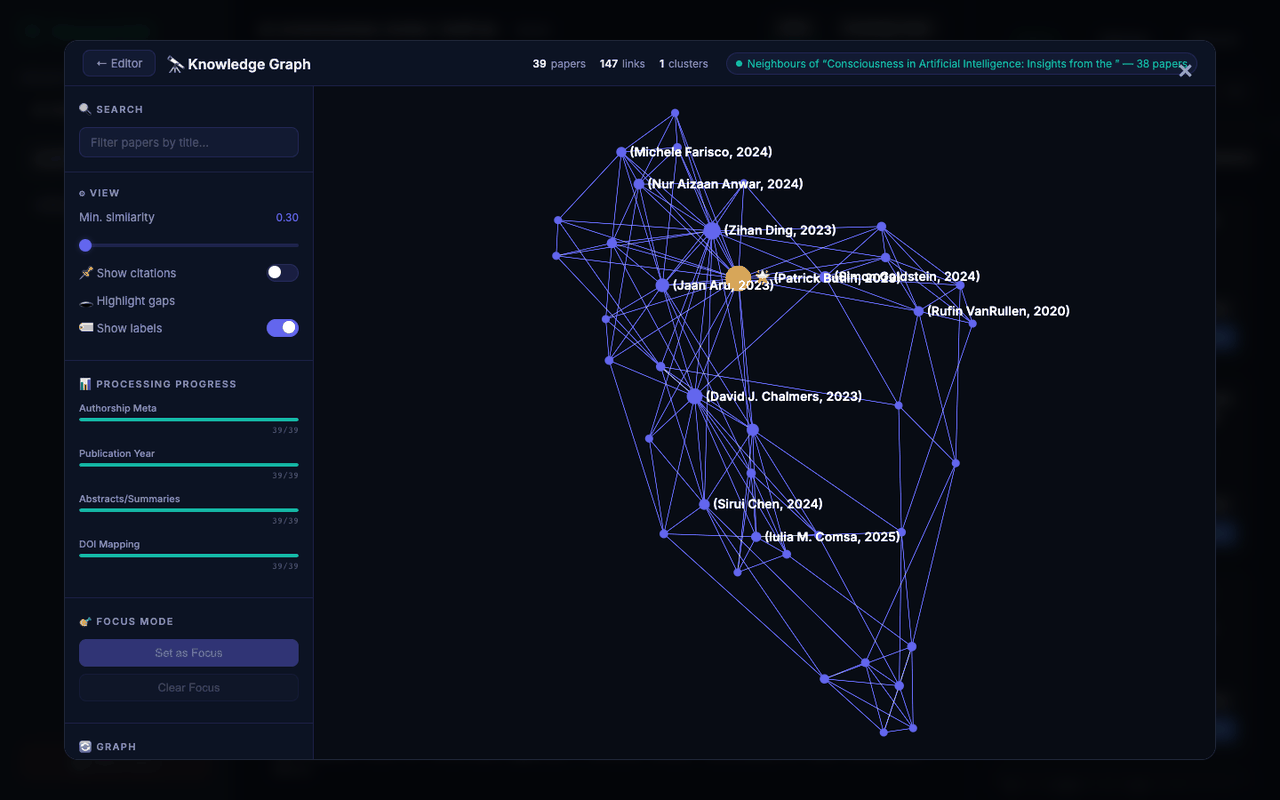 ← Editor
Knowledge Graph
39 papers 147 links 1 clusters
Neighbours of "Consciousness in Artificial Intelligence: Insights from the " — 38 papers
×
SEARCH
Filter papers by title...
VIEW
Min. similarity 0.30
Show citations
Highlight gaps
Show labels
PROCESSING PROGRESS
Authorship Meta
39/39
Publication Year
39/39
Abstracts/Summaries
39/39
DOI Mapping
39/39
FOCUS MODE
Set as Focus
Clear Focus
GRAPH
(Michele Farisco, 2024)
(Nur Aizaan Anwar, 2024)
(Zihan Ding, 2023)
(Patrick
Goldstein, 2024)
(Jaan Aru, 2023)
(Rufin VanRullen, 2020)
(David J. Chalmers, 2023)
(Sirui Chen, 2024)
(Iulia M. Comsa, 2025)